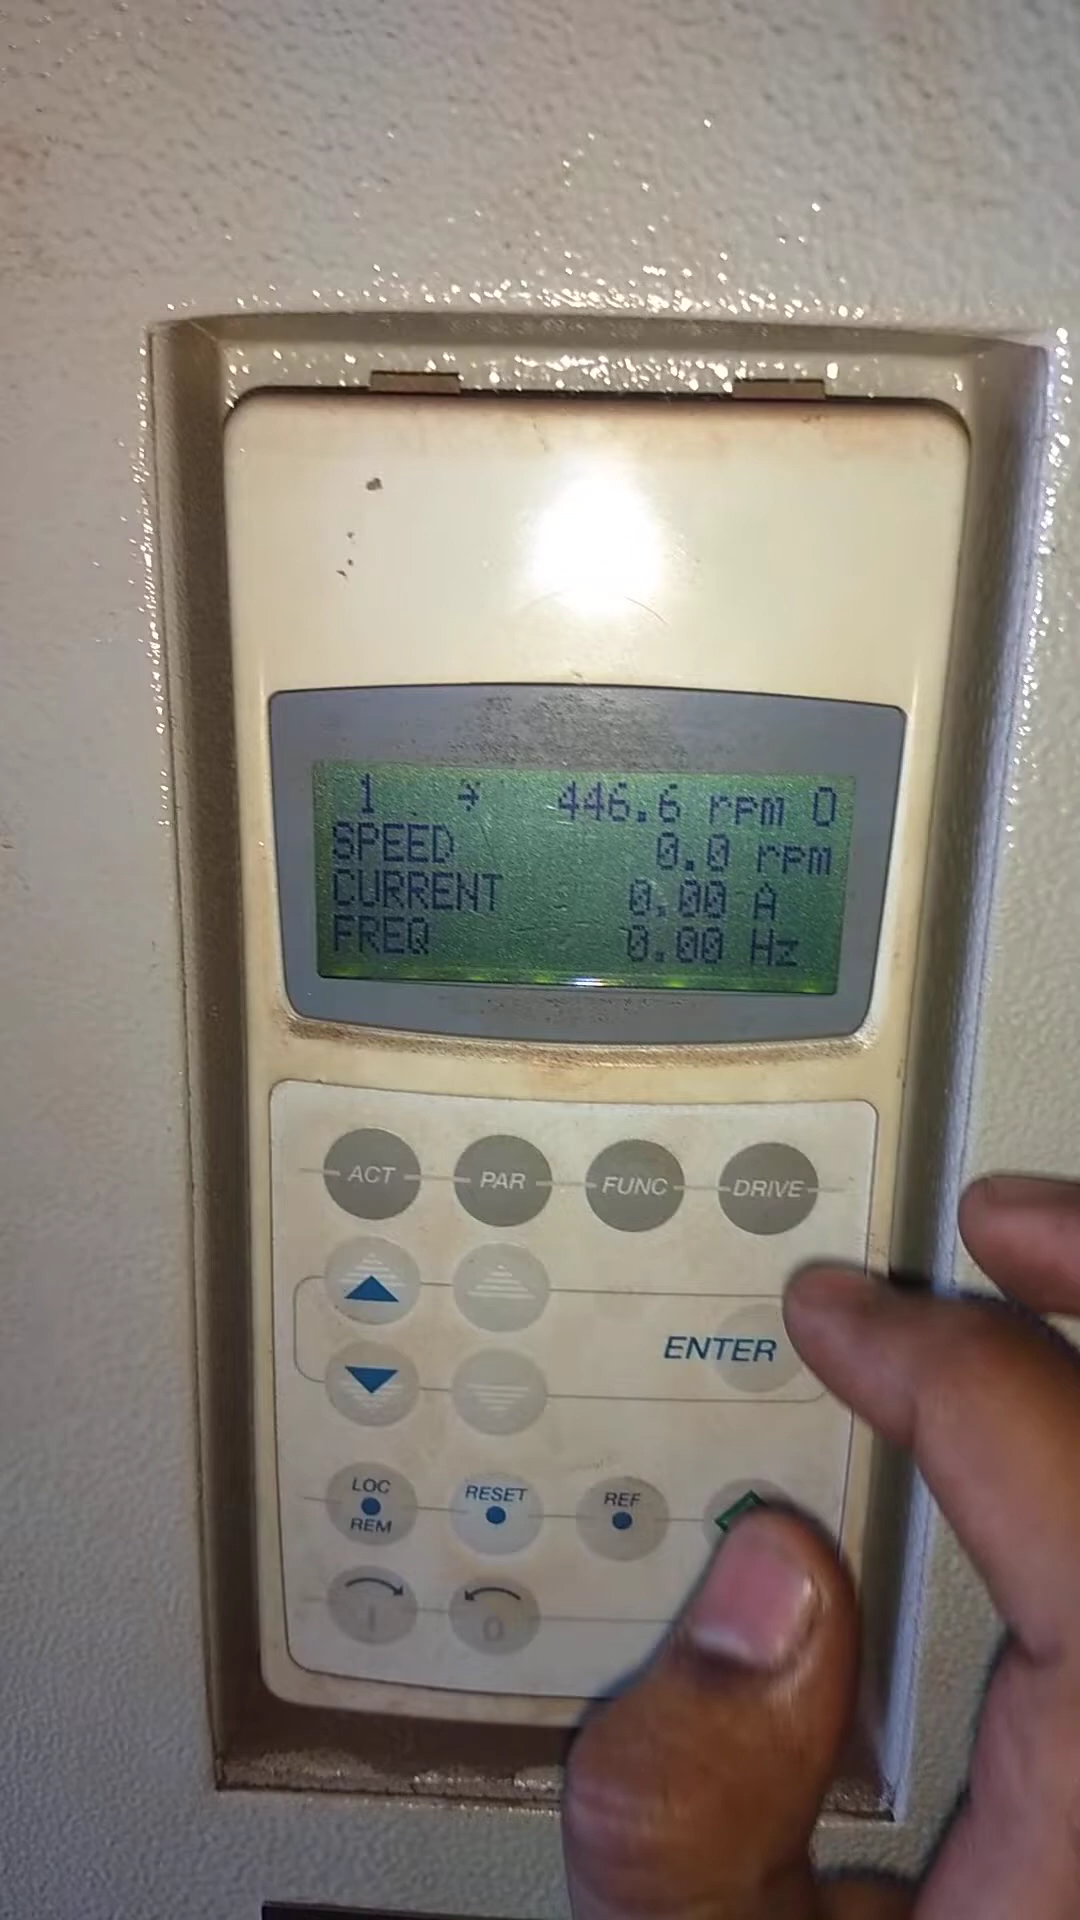 1 → 446.6 rpm 0
SPEED 0.0 rpm
CURRENT 0.00 A
FREQ 0.00 Hz
ACT PAR FUNC DRIVE
ENTER
LOC
REM
RESET
REF
I
0